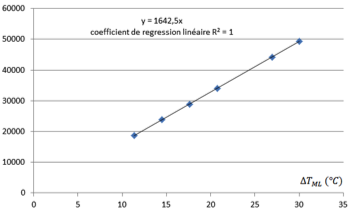 y = 1642,5x
coefficient de regression linéaire R² = 1
60000
50000
40000
30000
20000
10000
0
ΔT_ML (°C)
0 5 10 15 20 25 30 35